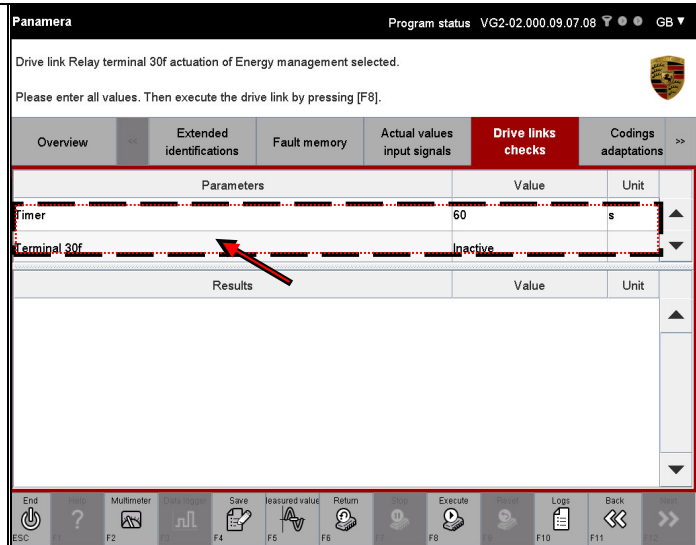 Panamera Program status VG2-02.000.09.07.08 GB
Drive link Relay terminal 30f actuation of Energy management selected.
Please enter all values. Then execute the drive link by pressing [F8].
Overview << Extended identifications Fault memory Actual values input signals Drive links checks Codings adaptations >>
Parameters Value Unit
Timer 60 s
Terminal 30f Inactive
Results Value Unit
End Help Multimeter Data logger Save Measured value Return Stop Execute Reset Logs Back Next
ESC F1 F2 F3 F4 F5 F6 F7 F8 F9 F10 F11 F12